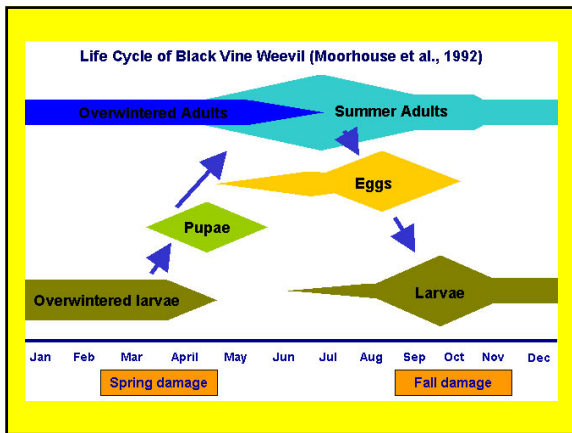 Life Cycle of Black Vine Weevil (Moorhouse et al., 1992)
Overwintered Adults
Summer Adults
Eggs
Pupae
Overwintered larvae
Larvae
Jan Feb Mar April May Jun Jul Aug Sep Oct Nov Dec
Spring damage
Fall damage